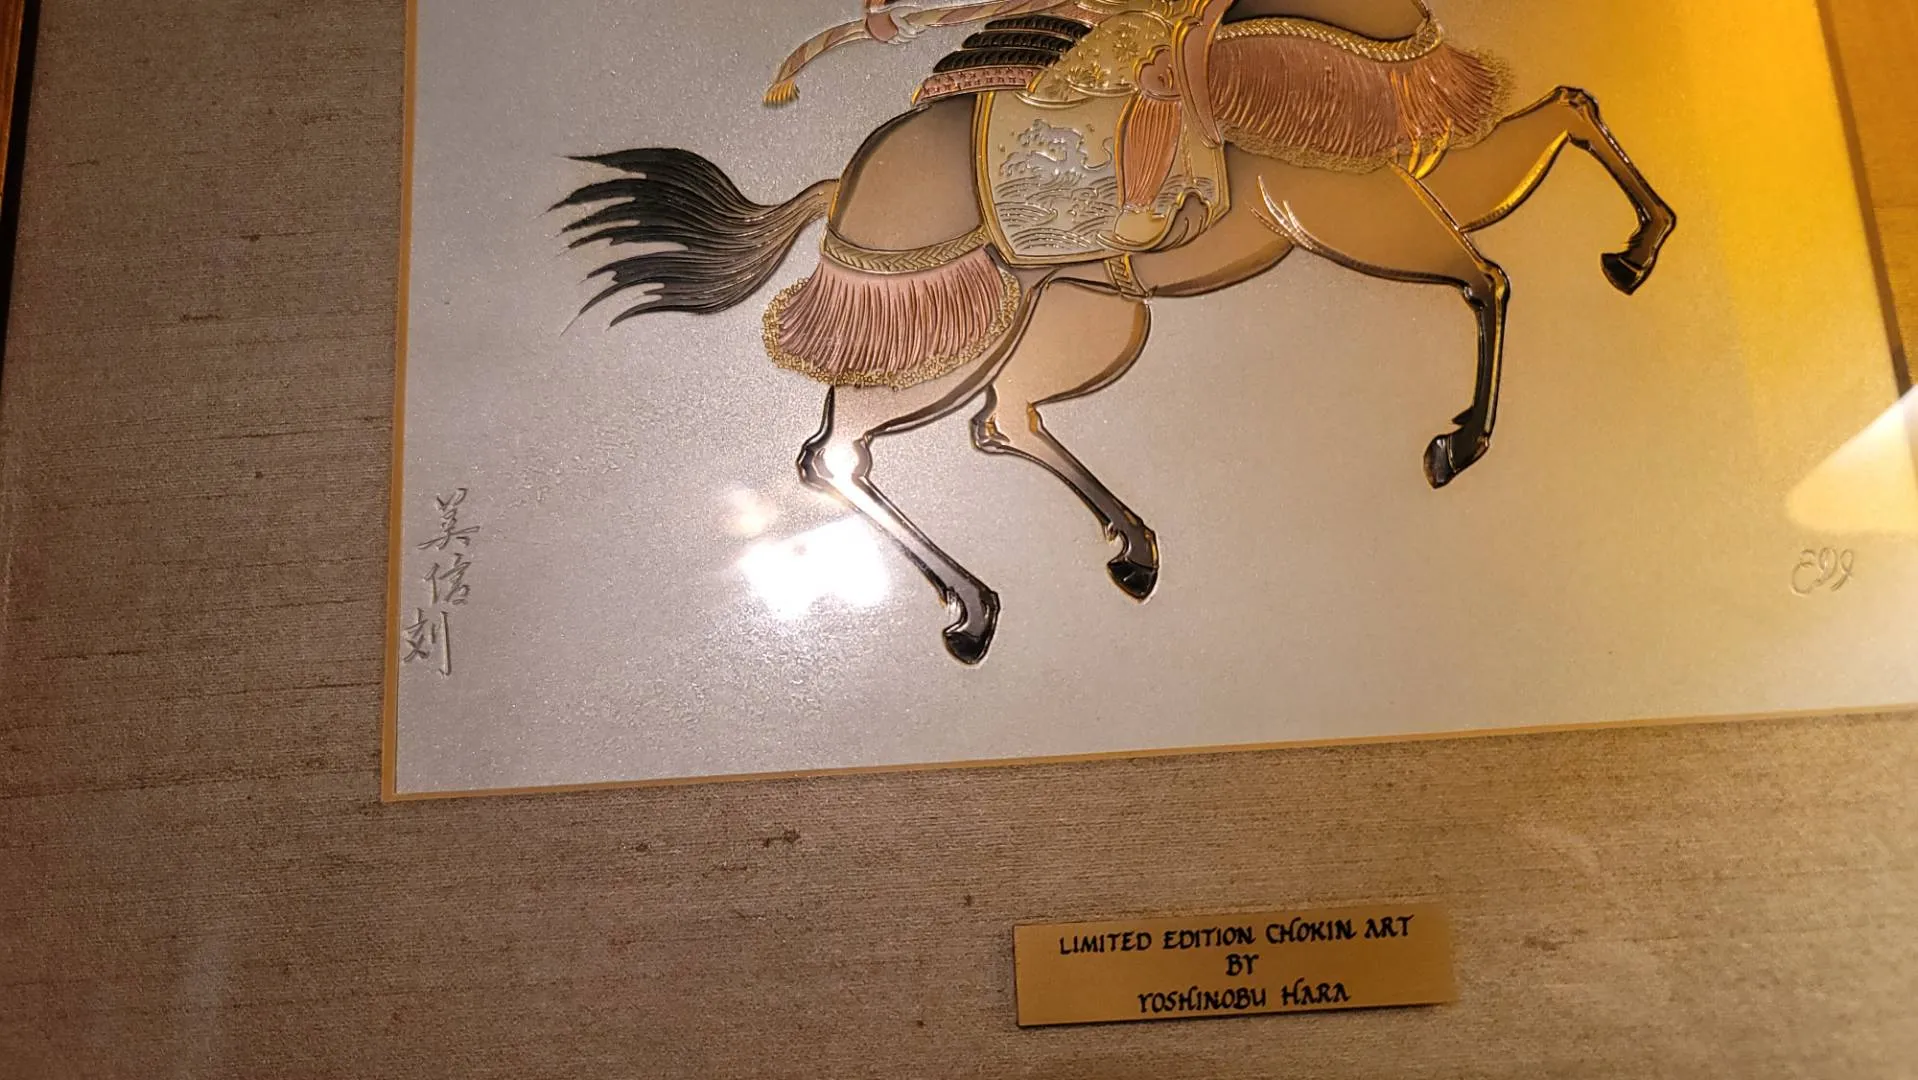 美信刻
LIMITED EDITION CHOKIN ART
BY
YOSHINOBU HARA